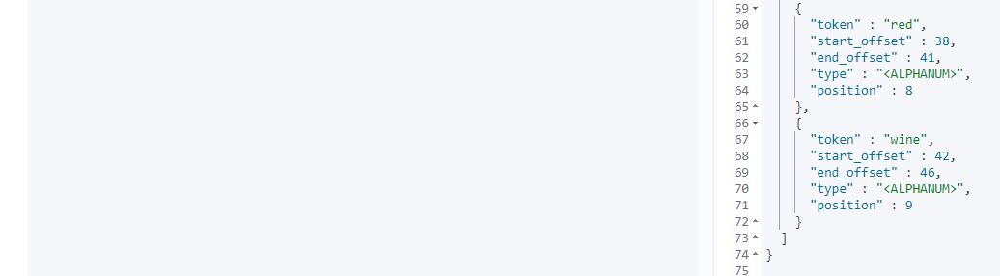 59 {
60 "token" : "red",
61 "start_offset" : 38,
62 "end_offset" : 41,
63 "type" : "<ALPHANUM>",
64 "position" : 8
65 },
66 {
67 "token" : "wine",
68 "start_offset" : 42,
69 "end_offset" : 46,
70 "type" : "<ALPHANUM>",
71 "position" : 9
72 }
73 ]
74 }
75